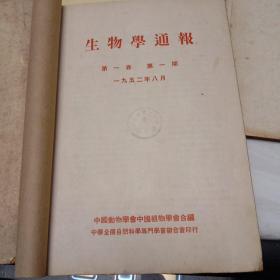 生物學通報
第一卷 第一期
一九五二年八月
中國動物學會中國植物學會合編
中華全國自然科學專門學會聯合會印行